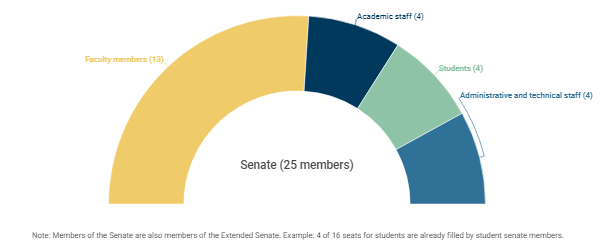 Academic staff (4)
Faculty members (13)
Students (4)
Administrative and technical staff (4)
Senate (25 members)
Note: Members of the Senate are also members of the Extended Senate. Example: 4 of 16 seats for students are already filled by student senate members.